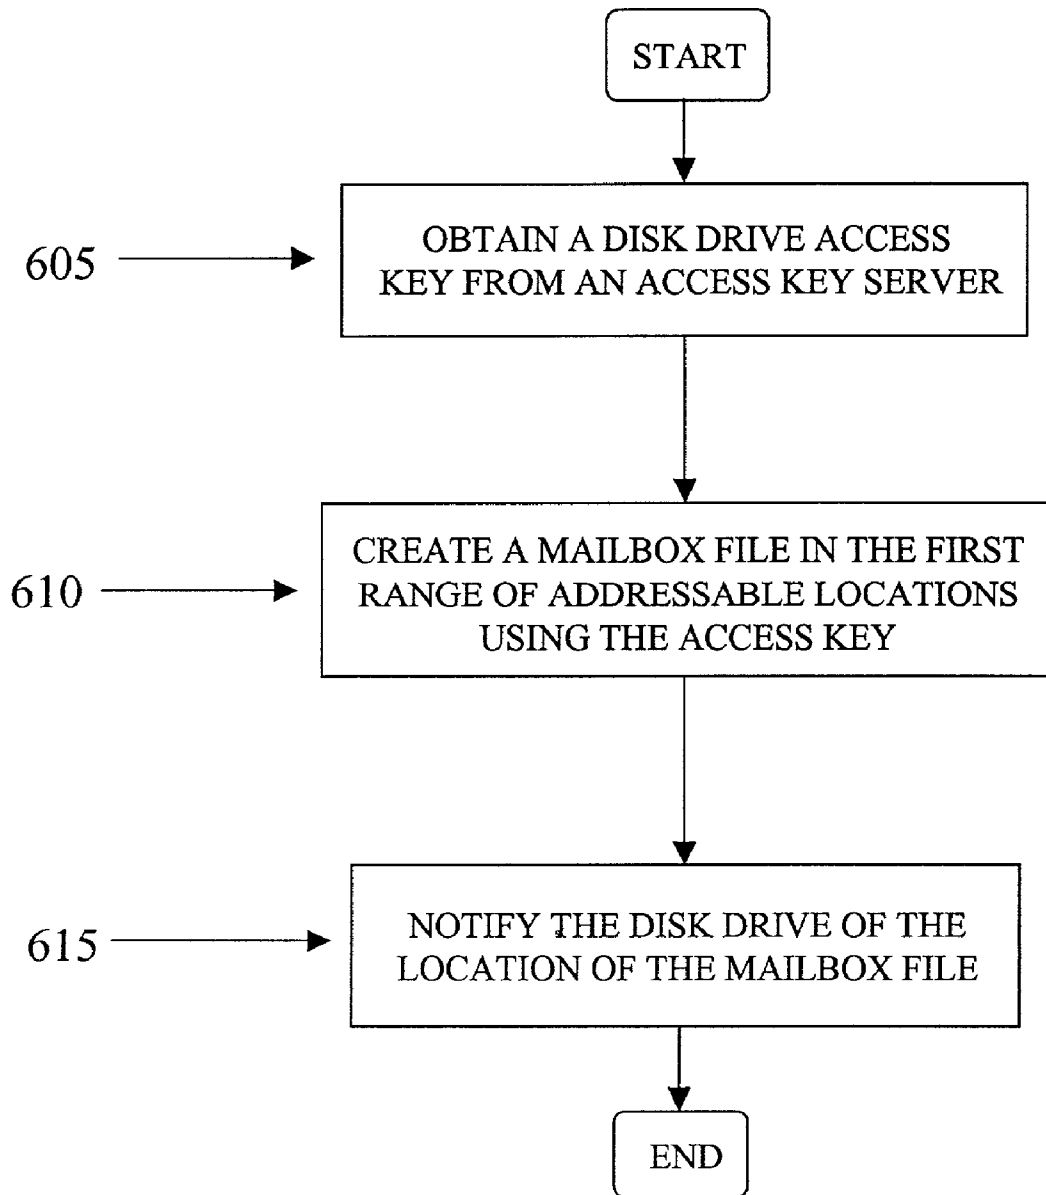 START
605
OBTAIN A DISK DRIVE ACCESS
KEY FROM AN ACCESS KEY SERVER
610
CREATE A MAILBOX FILE IN THE FIRST
RANGE OF ADDRESSABLE LOCATIONS
USING THE ACCESS KEY
615
NOTIFY THE DISK DRIVE OF THE
LOCATION OF THE MAILBOX FILE
END